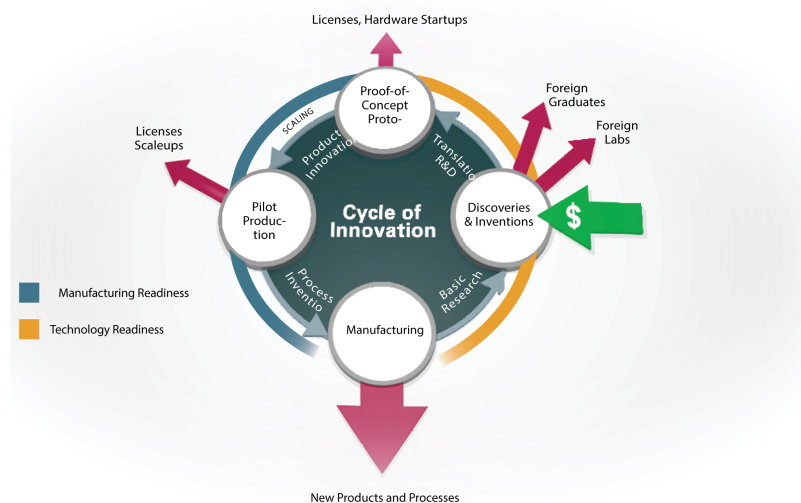 Licenses, Hardware Startups
Proof-of-
Concept
Proto-
Foreign
Graduates
Foreign
Labs
Licenses
Scaleups
SCALING
Product
Innovation
Translatio
R&D
Pilot
Produc-
tion
Cycle of
Innovation
Discoveries
& Inventions
$
Process
Inventio
Basic
Research
Manufacturing
Manufacturing Readiness
Technology Readiness
New Products and Processes